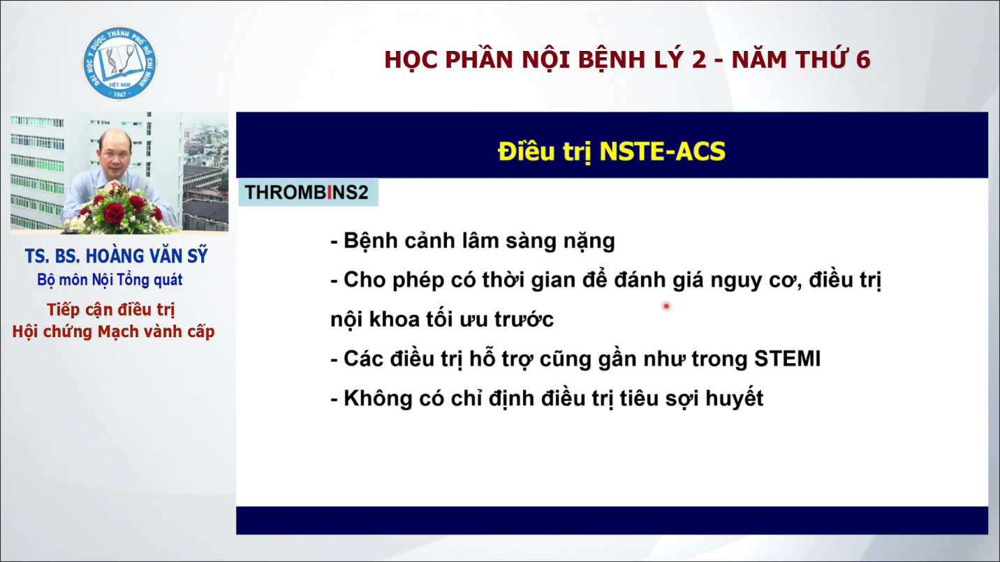 ĐẠI HỌC Y DƯỢC THÀNH PHỐ HỒ CHÍ MINH
VIỆT NAM
1947
HỌC PHẦN NỘI BỆNH LÝ 2 - NĂM THỨ 6
TS. BS. HOÀNG VĂN SỸ
Bộ môn Nội Tổng quát
Tiếp cận điều trị
Hội chứng Mạch vành cấp
Điều trị NSTE-ACS
THROMBINS2
- Bệnh cảnh lâm sàng nặng
- Cho phép có thời gian để đánh giá nguy cơ, điều trị
nội khoa tối ưu trước
- Các điều trị hỗ trợ cũng gần như trong STEMI
- Không có chỉ định điều trị tiêu sợi huyết